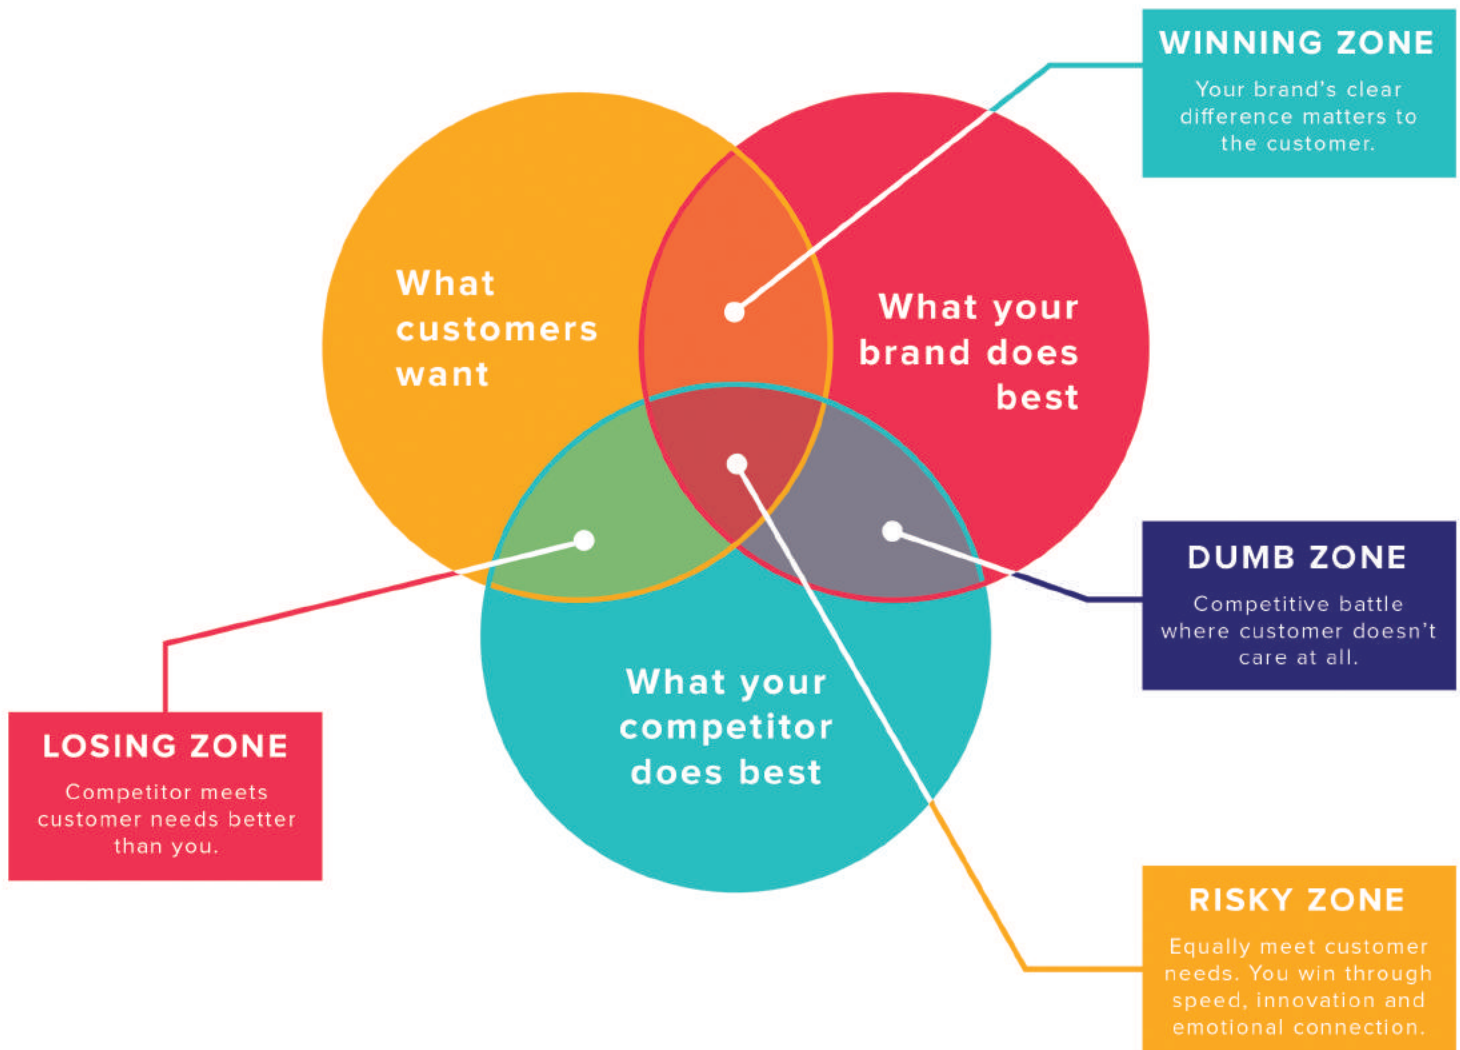 WINNING ZONE
Your brand’s clear
difference matters to
the customer.
What
customers
want
What your
brand does
best
DUMB ZONE
Competitive battle
where customer doesn’t
care at all.
What your
competitor
does best
LOSING ZONE
Competitor meets
customer needs better
than you.
RISKY ZONE
Equally meet customer
needs. You win through
speed, innovation and
emotional connection.